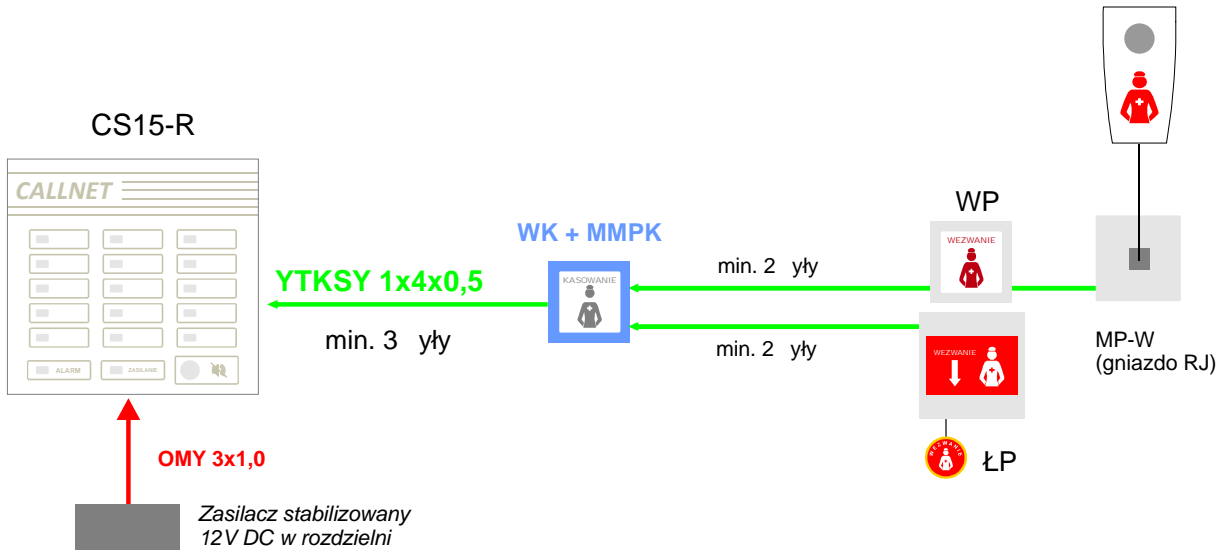 CS15-R
CALLNET
ALARM
ZASILANIE
OMY 3x1,0
Zasilacz stabilizowany
12V DC w rozdzielni
YTKSY 1x4x0,5
min. 3 yły
WK + MMPK
KASOWANIE
min. 2 yły
min. 2 yły
WP
WEZWANIE
WEZWANIE
WEZWANIE
ŁP
MP-W
(gniazdo RJ)